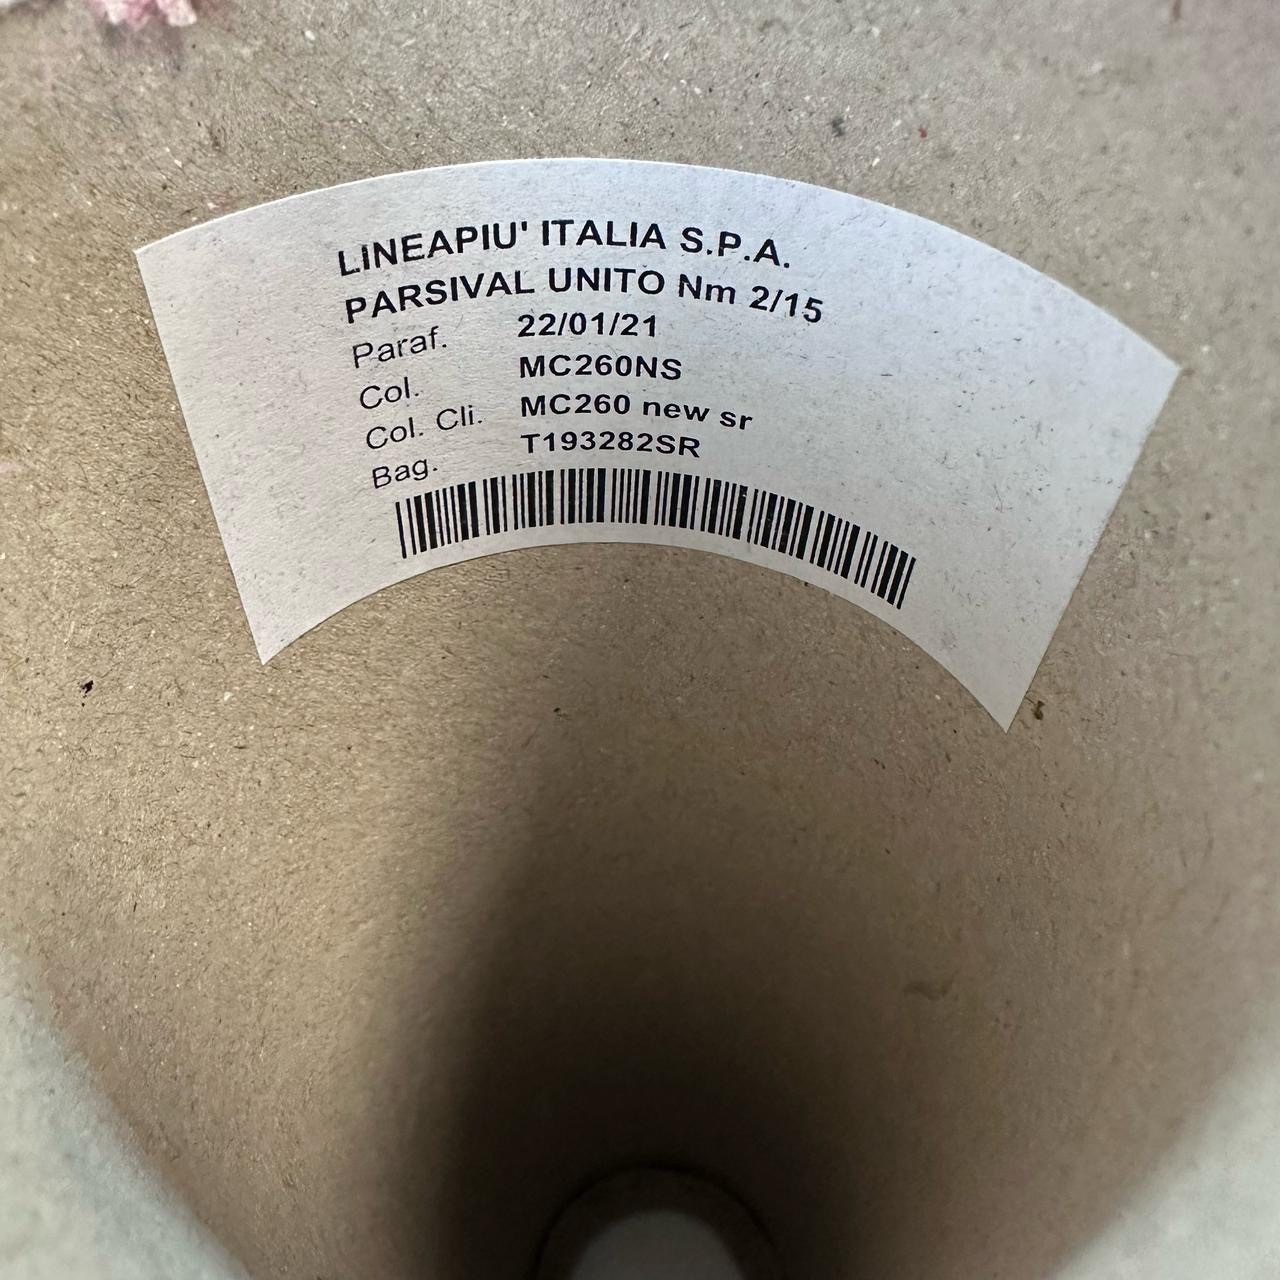 LINEAPIU' ITALIA S.P.A.
PARSIVAL UNITO Nm 2/15
Paraf. 22/01/21
Col. MC260NS
Col. Cli. MC260 new sr
Bag. T193282SR